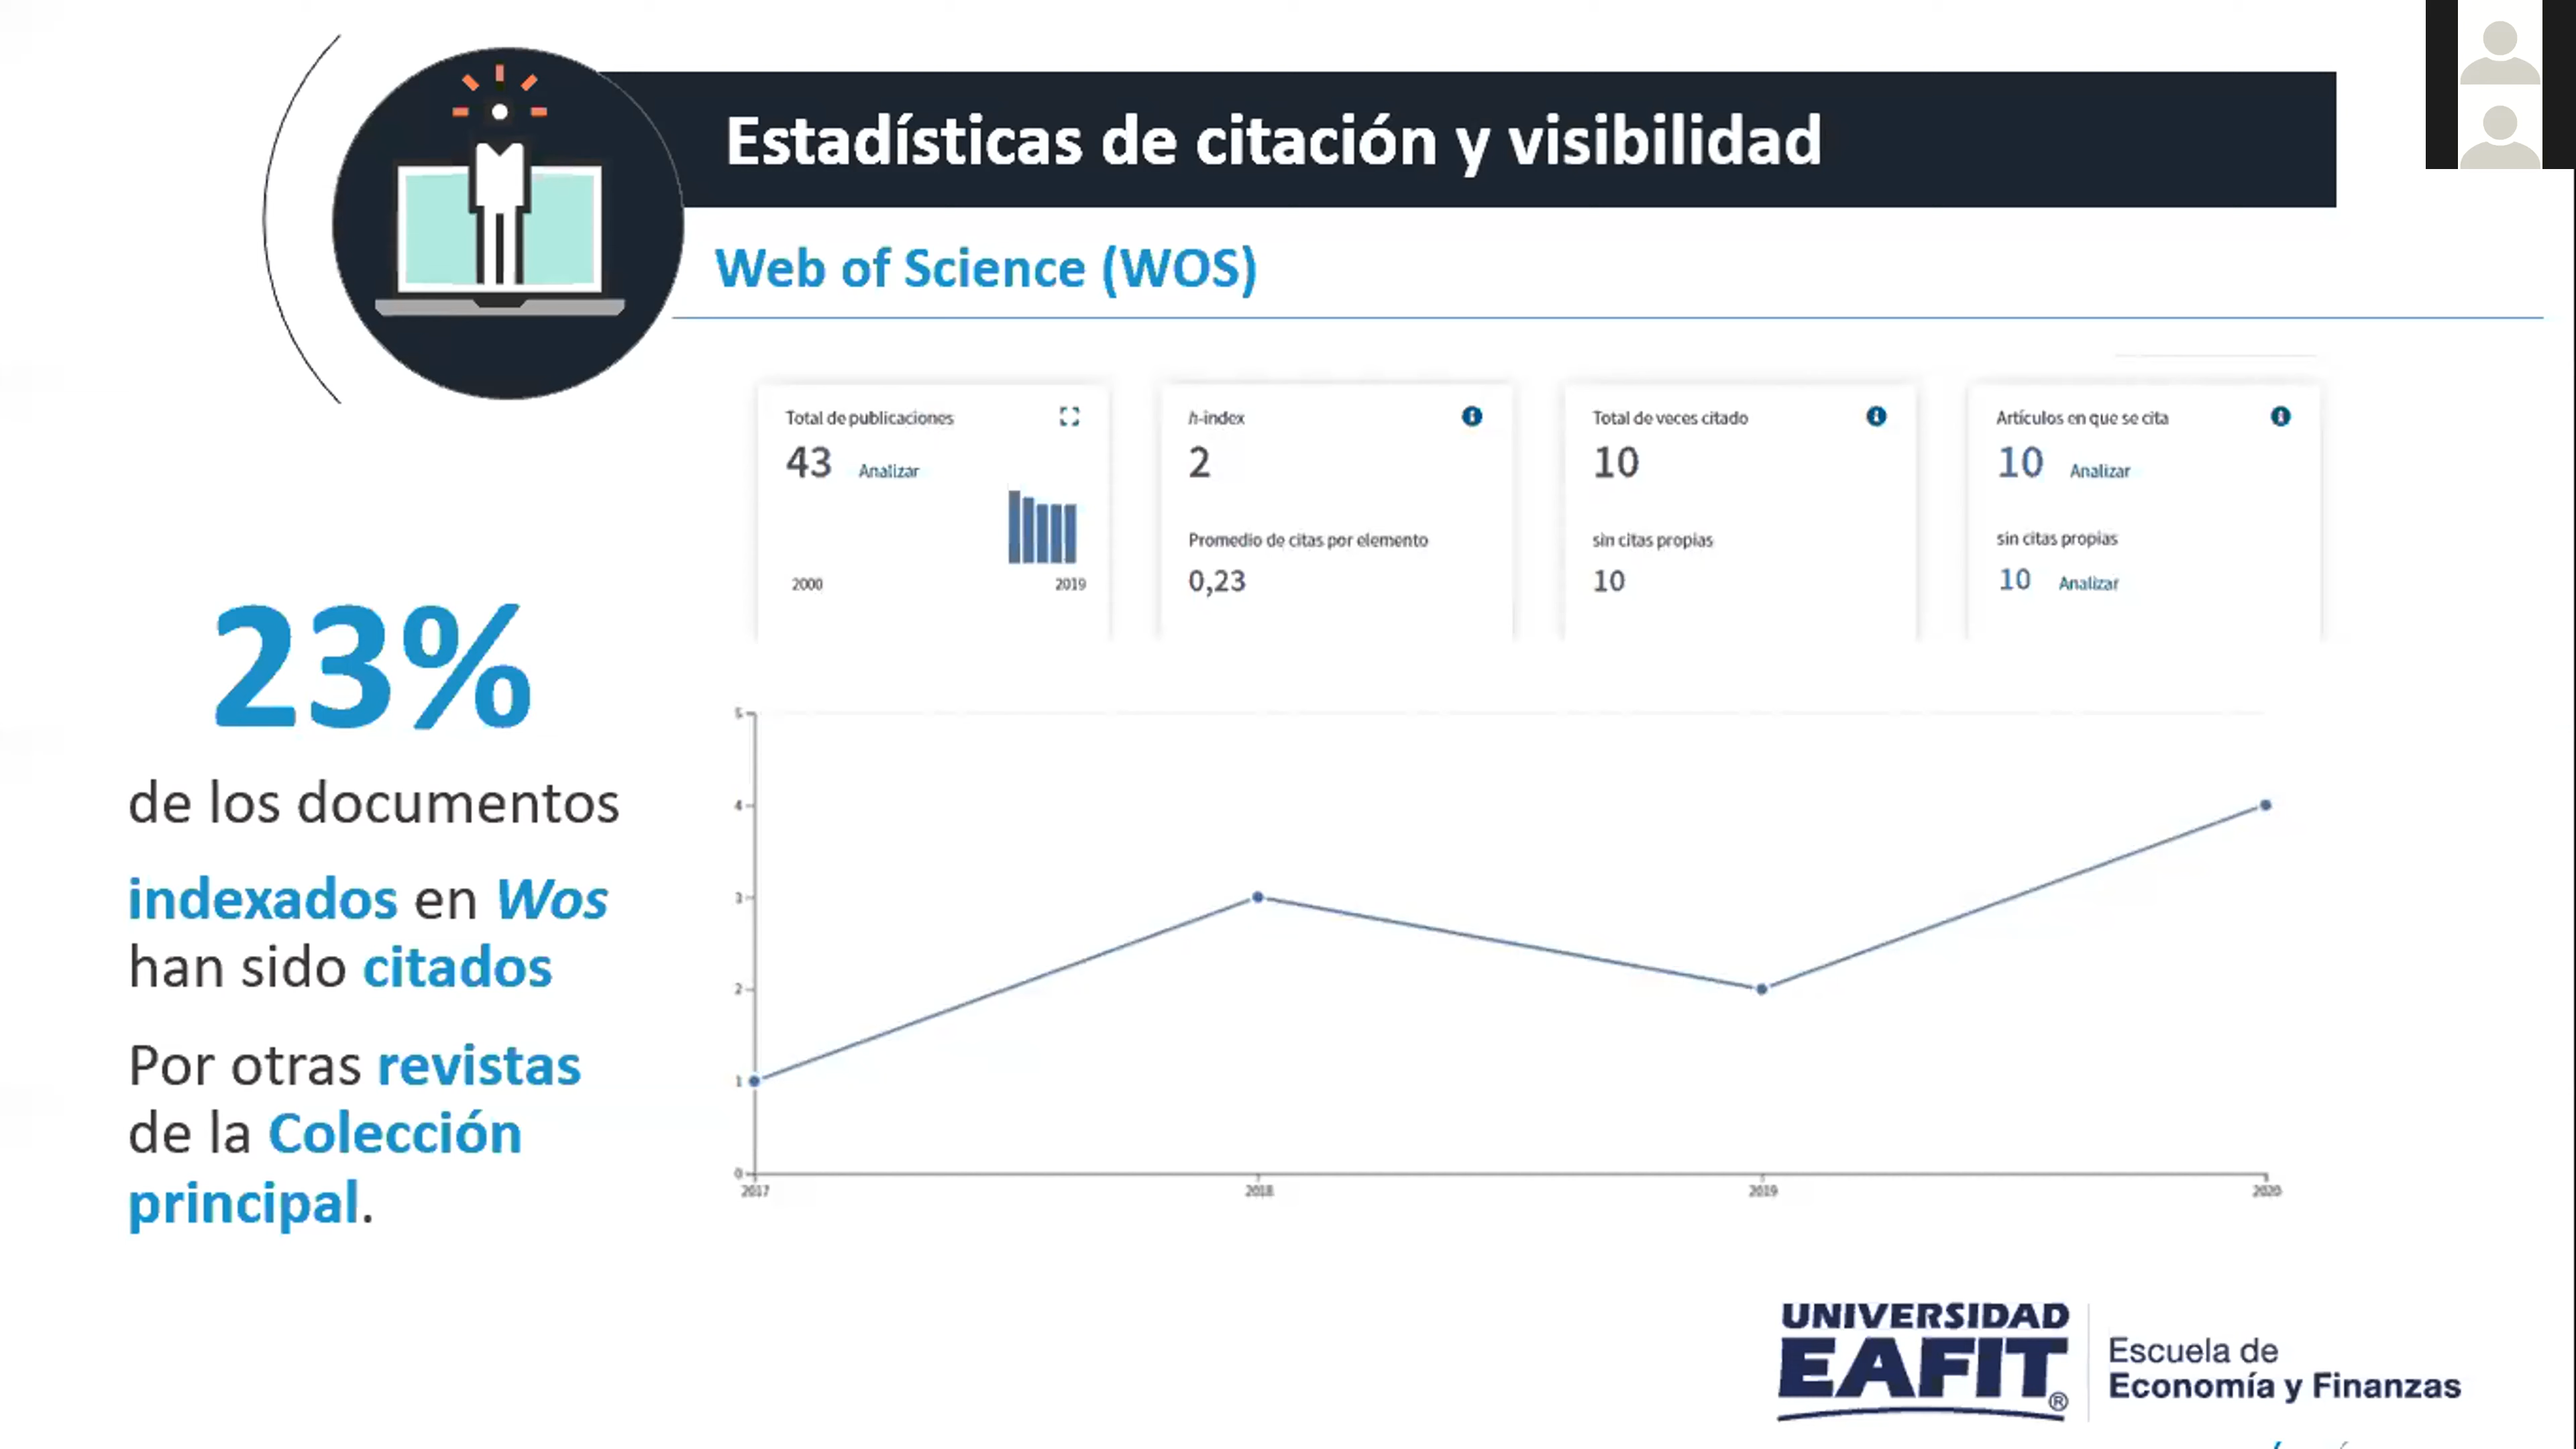 Estadísticas de citación y visibilidad
Web of Science (WOS)
Total de publicaciones
43 Analizar
2000 2019
h-index
2
Promedio de citas por elemento
0,23
Total de veces citado
10
sin citas propias
10
Artículos en que se cita
10 Analizar
sin citas propias
10 Analizar
23%
de los documentos
indexados en Wos
han sido citados
Por otras revistas
de la Colección
principal.
5
4
3
2
1
0
2017 2018 2019 2020
UNIVERSIDAD
EAFIT®
Escuela de
Economía y Finanzas